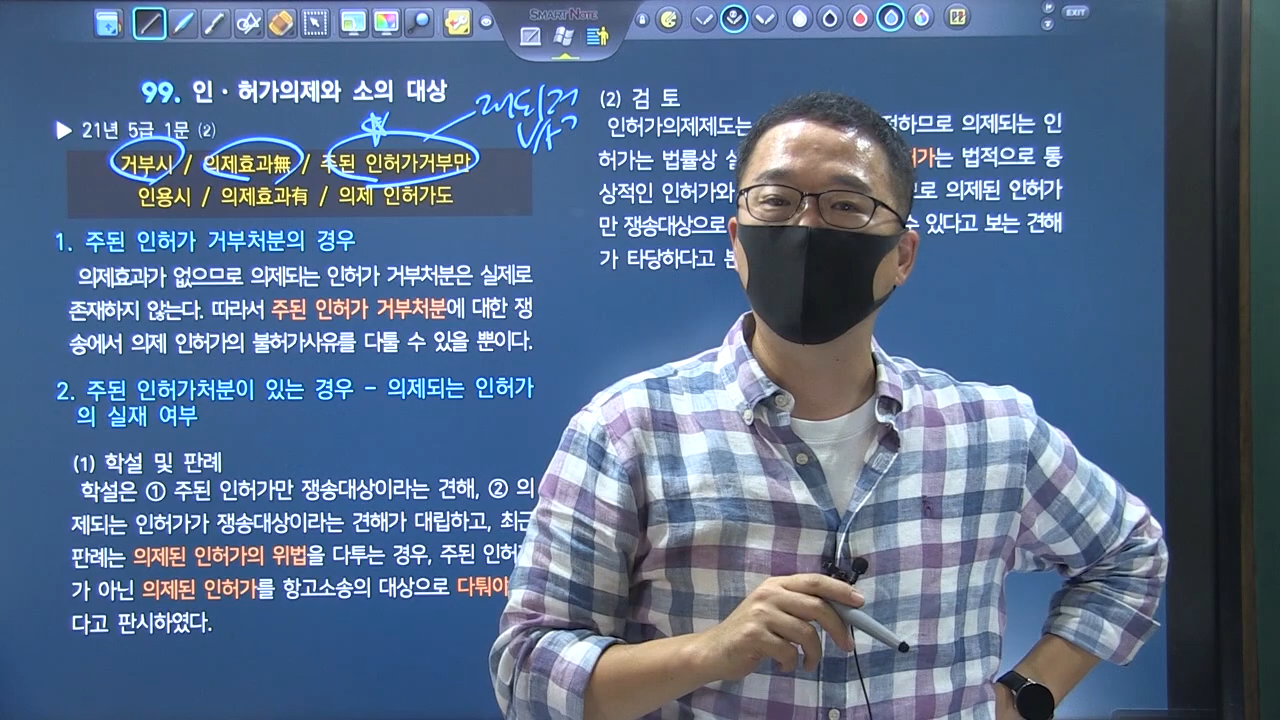 SMART NOTE
EXIT
99. 인 · 허가의제와 소의 대상
▶ 21년 5급 1문 (2)
거부시 / 의제효과無 / 주된 인허가거부만
인용시 / 의제효과有 / 의제 인허가도
1. 주된 인허가 거부처분의 경우
의제효과가 없으므로 의제되는 인허가 거부처분은 실제로
존재하지 않는다. 따라서 주된 인허가 거부처분에 대한 쟁
송에서 의제 인허가의 불허가사유를 다툴 수 있을 뿐이다.
2. 주된 인허가처분이 있는 경우 - 의제되는 인허가
의 실재 여부
(1) 학설 및 판례
학설은 ① 주된 인허가만 쟁송대상이라는 견해, ② 의
제되는 인허가가 쟁송대상이라는 견해가 대립하고, 최근
판례는 의제된 인허가의 위법을 다투는 경우, 주된 인허
가 아닌 의제된 인허가를 항고소송의 대상으로 다퉈야
다고 판시하였다.
(2) 검 토
인허가의제제도는 정하므로 의제되는 인
허가는 법률상 허가는 법적으로 통
상적인 인허가와 므로 의제된 인허가
만 쟁송대상으로 수 있다고 보는 견해
가 타당하다고